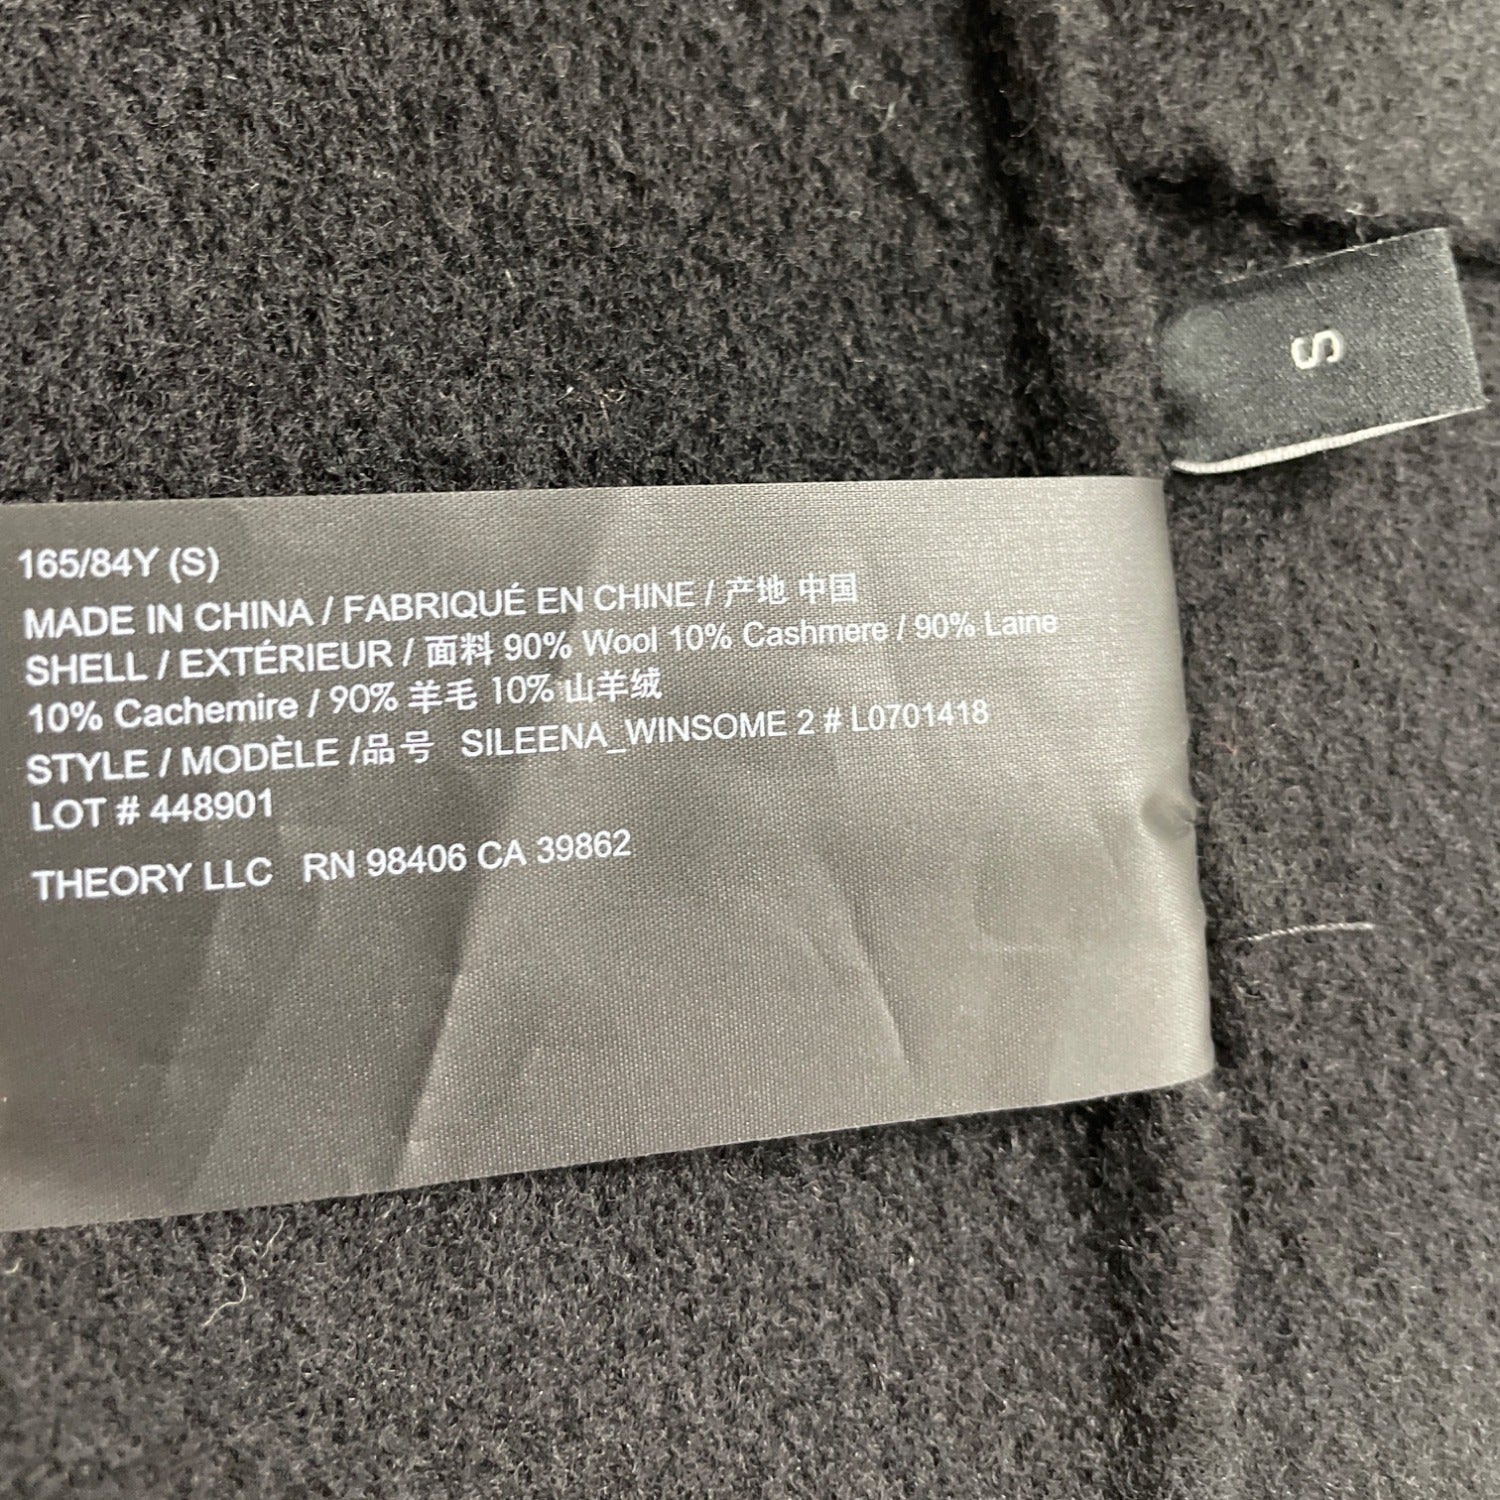 165/84Y (S)
MADE IN CHINA / FABRIQUÉ EN CHINE / 产地 中国
SHELL / EXTÉRIEUR / 面料 90% Wool 10% Cashmere / 90% Laine
10% Cachemire / 90% 羊毛 10% 山羊绒
STYLE / MODÈLE /品号 SILEENA_WINSOME 2 # L0701418
LOT # 448901
THEORY LLC RN 98406 CA 39862
S